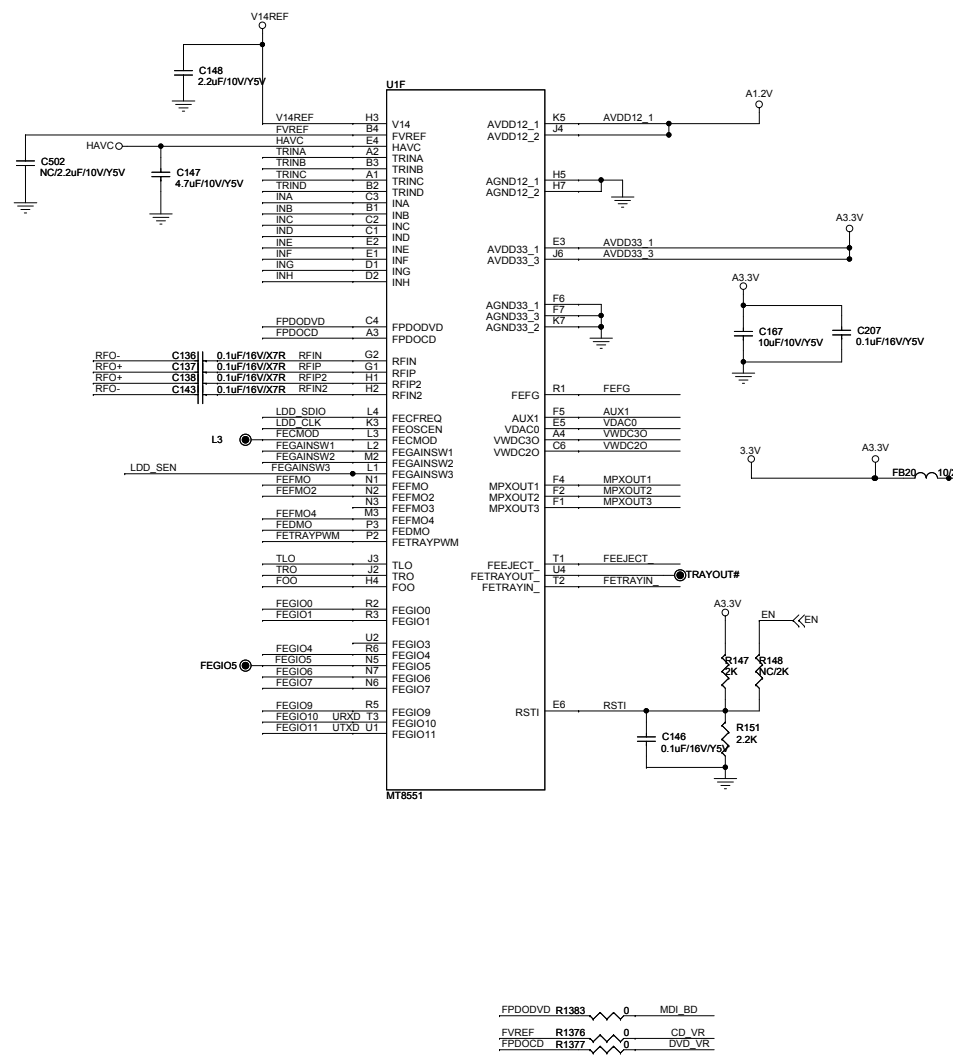 V14REF
C148
2.2uF/10V/Y5V
U1F
A1.2V
V14REF H3 V14
FVREF B4 FVREF
HAVC HAVC E4 HAVC
TRINA A2 TRINA
TRINB B3 TRINB
TRINC A1 TRINC
TRIND B2 TRIND
INA C3 INA
INB B1 INB
INC C2 INC
IND C1 IND
INE E2 INE
INF E1 INF
ING D1 ING
INH D2 INH
C502
NC/2.2uF/10V/Y5V
C147
4.7uF/10V/Y5V
AVDD12_1 K5 AVDD12_1
AVDD12_2 J4
AGND12_1 H5
AGND12_2 H7
A3.3V
AVDD33_1 E3 AVDD33_1
AVDD33_3 J6 AVDD33_3
AGND33_1 F6
AGND33_3 F7
AGND33_2 K7
A3.3V
C167
10uF/10V/Y5V
C207
0.1uF/16V/Y5V
FPDODVD C4 FPDODVD
FPDOCD A3 FPDOCD
RFO- C136 0.1uF/16V/X7R RFIN G2 RFIN
RFO+ C137 0.1uF/16V/X7R RFIP G1 RFIP
RFO+ C138 0.1uF/16V/X7R RFIP2 H1 RFIP2
RFO- C143 0.1uF/16V/X7R RFIN2 H2 RFIN2
FEFG R1 FEFG
AUX1 F5 AUX1
VDAC0 E5 VDAC0
VWDC3O A4 VWDC3O
VWDC2O C6 VWDC2O
LDD_SDIO L4 FECFREQ
LDD_CLK K3 FEOSCEN
L3 FECMOD L3 FECMOD
FEGAINSW1 L2 FEGAINSW1
FEGAINSW2 M2 FEGAINSW2
LDD_SEN FEGAINSW3 L1 FEGAINSW3
FEFMO N1 FEFMO
FEFMO2 N2 FEFMO2
N3 FEFMO3
FEFMO4 M3 FEFMO4
FEDMO P3 FEDMO
FETRAYPWM P2 FETRAYPWM
3.3V
A3.3V
FB20 10/
MPXOUT1 F4 MPXOUT1
MPXOUT2 F2 MPXOUT2
MPXOUT3 F1 MPXOUT3
TLO J3 TLO
TRO J2 TRO
FOO H4 FOO
FEEJECT_ T1 FEEJECT_
FETRAYOUT_ U4 TRAYOUT#
FETRAYIN_ T2 FETRAYIN_
FEGIO0 R2 FEGIO0
FEGIO1 R3 FEGIO1
U2 FEGIO3
FEGIO4 R6 FEGIO4
FEGIO5 FEGIO5 N5 FEGIO5
FEGIO6 N7 FEGIO6
FEGIO7 N6 FEGIO7
FEGIO9 R5 FEGIO9
FEGIO10 URXD T3 FEGIO10
FEGIO11 UTXD U1 FEGIO11
A3.3V
EN EN
R147
2K
R148
NC/2K
RSTI E6 RSTI
C146
0.1uF/16V/Y5V
R151
2.2K
MT8551
FPDODVD R1383 0 MDI_BD
FVREF R1376 0 CD_VR
FPDOCD R1377 0 DVD_VR